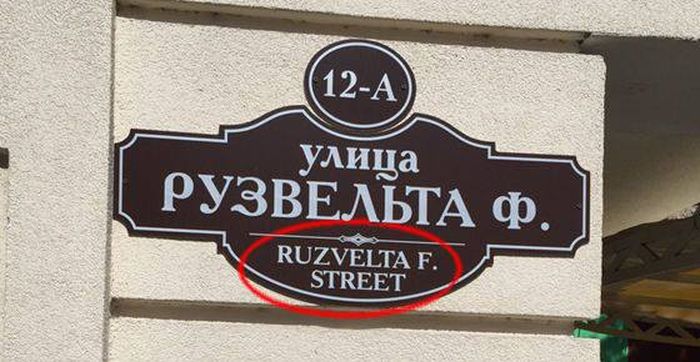 12-А
улица
РУЗВЕЛЬТА Ф.
RUZVELTA F.
STREET